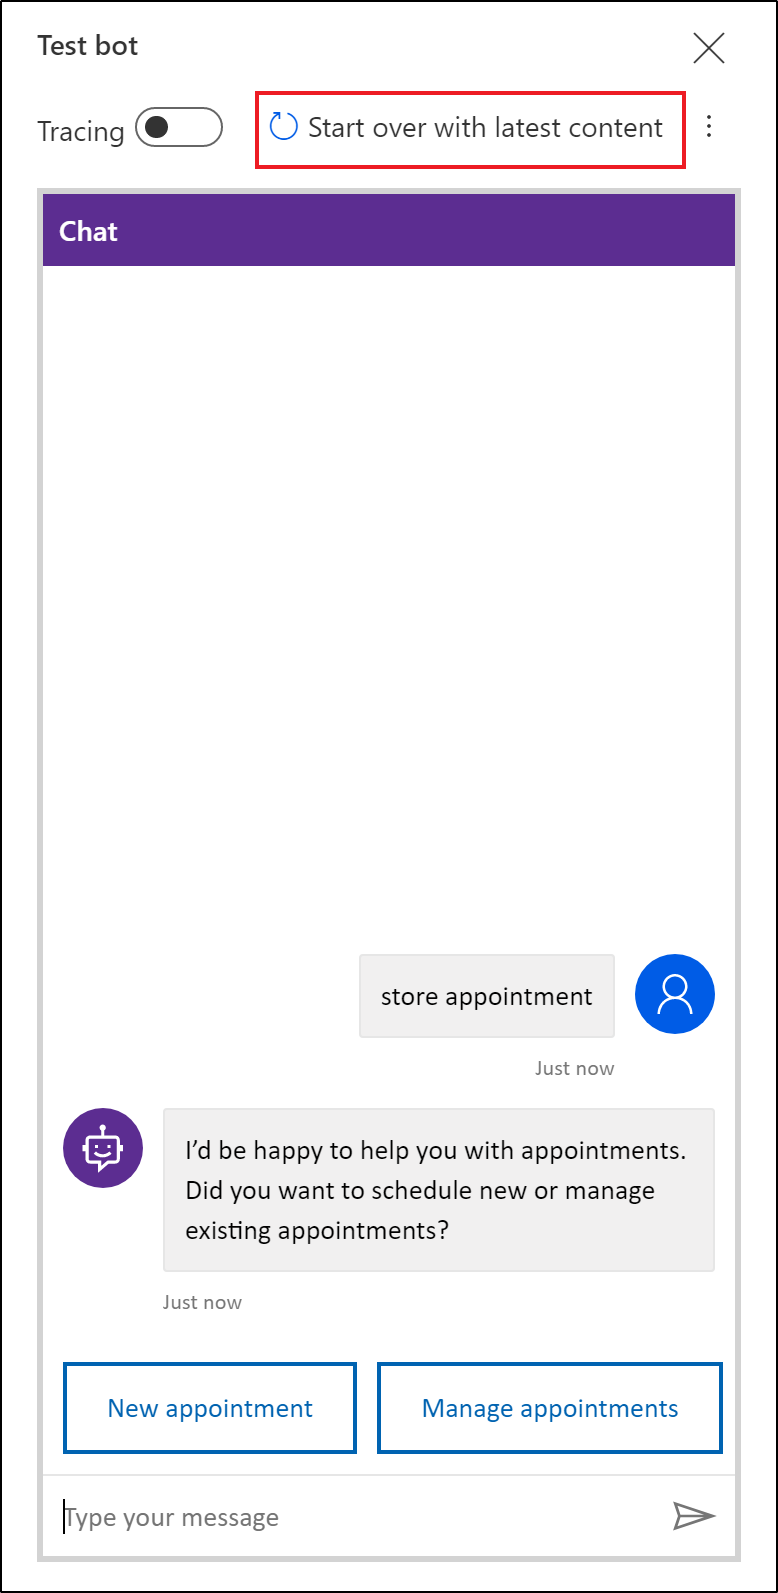 Test bot
Tracing
Start over with latest content
Chat
store appointment
Just now
I’d be happy to help you with appointments.
Did you want to schedule new or manage
existing appointments?
Just now
New appointment
Manage appointments
Type your message